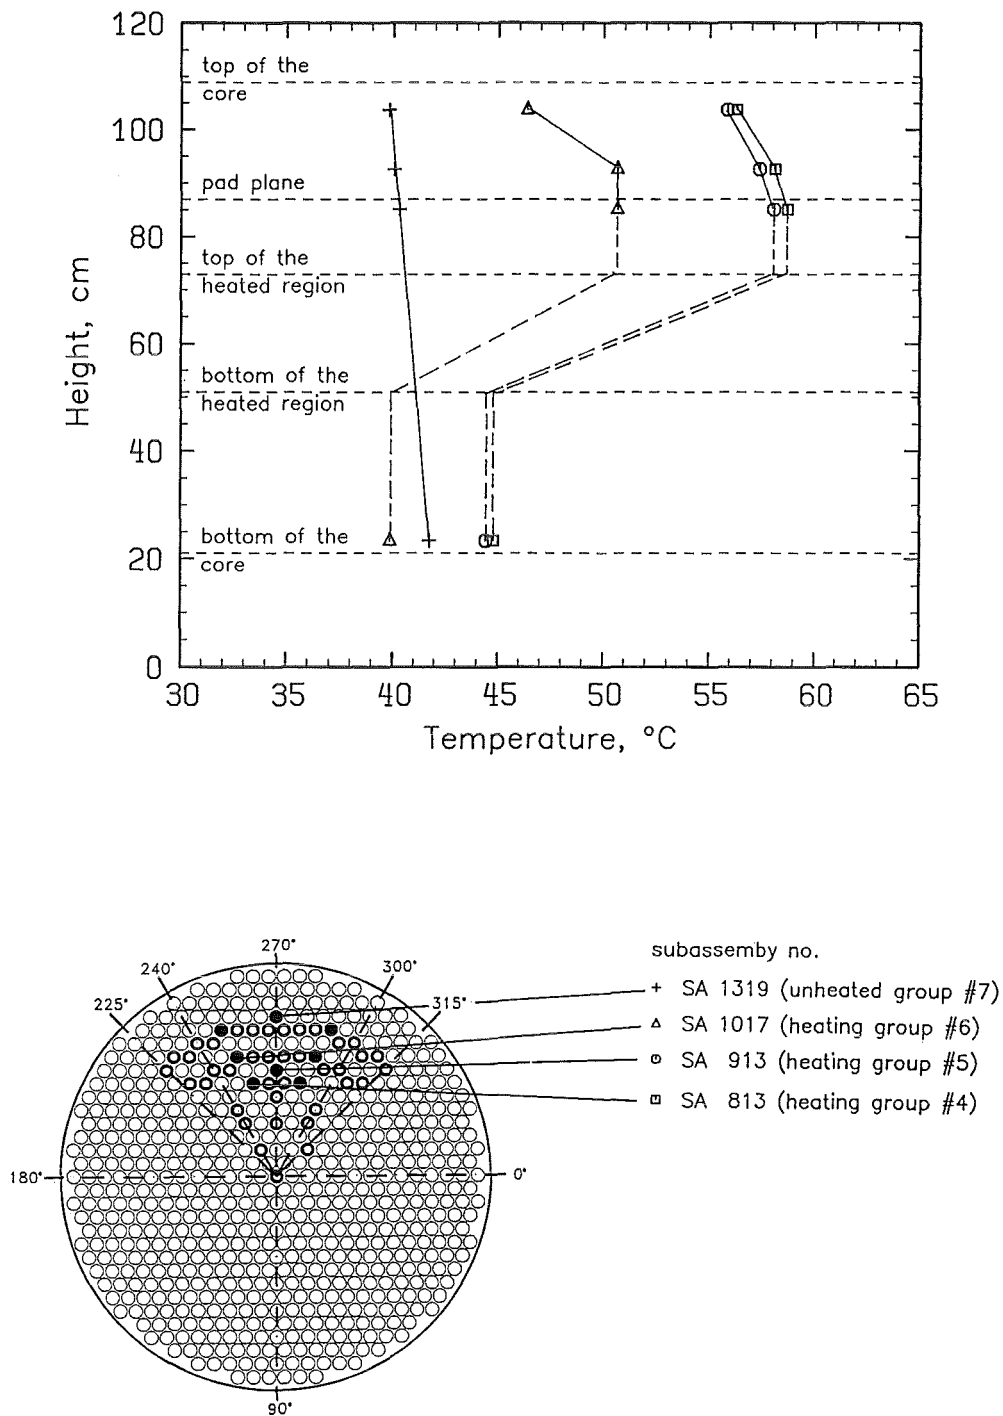 120
top of the
core
100
pad plane
80
top of the
heated region
60
bottom of the
heated region
40
bottom of the
20
core
0
30 35 40 45 50 55 60 65
Height, cm
Temperature, °C
270°
240°
300°
225°
315°
180°
0°
90°
subassemby no.
+ SA 1319 (unheated group #7)
SA 1017 (heating group #6)
SA 913 (heating group #5)
SA 813 (heating group #4)